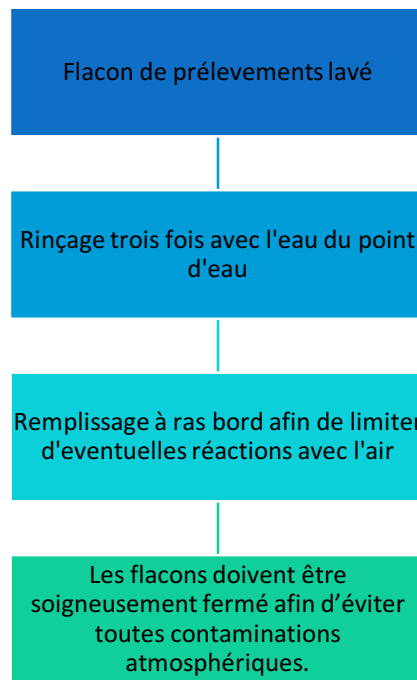 Flacon de prélevements lavé
Rinçage trois fois avec l'eau du point
d'eau
Remplissage à ras bord afin de limiter
d'eventuelles réactions avec l'air
Les flacons doivent être
soigneusement fermé afin d’éviter
toutes contaminations
atmosphériques.